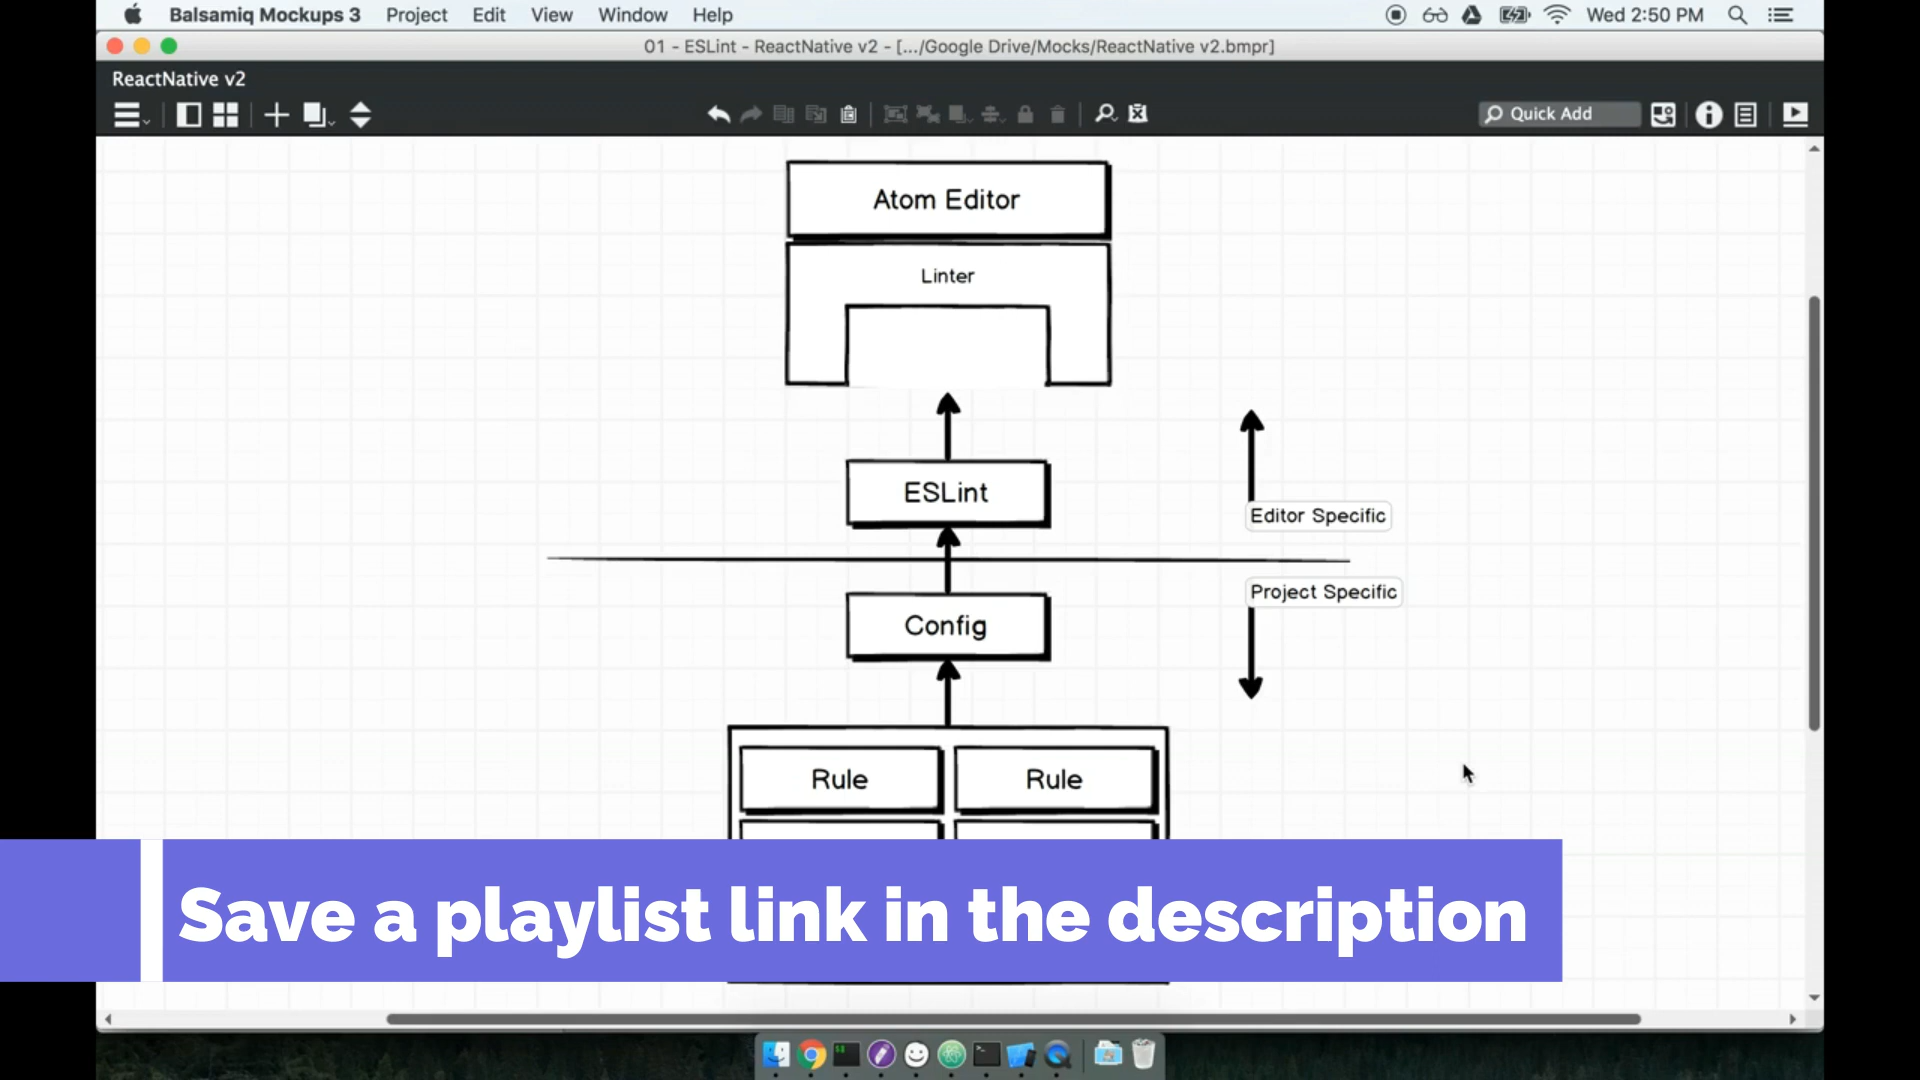 Balsamiq Mockups 3 Project Edit View Window Help Wed 2:50 PM
01 - ESLint - ReactNative v2 - [.../Google Drive/Mocks/ReactNative v2.bmpr]
ReactNative v2
Quick Add
Atom Editor
Linter
ESLint
Editor Specific
Project Specific
Config
Rule Rule
Save a playlist link in the description